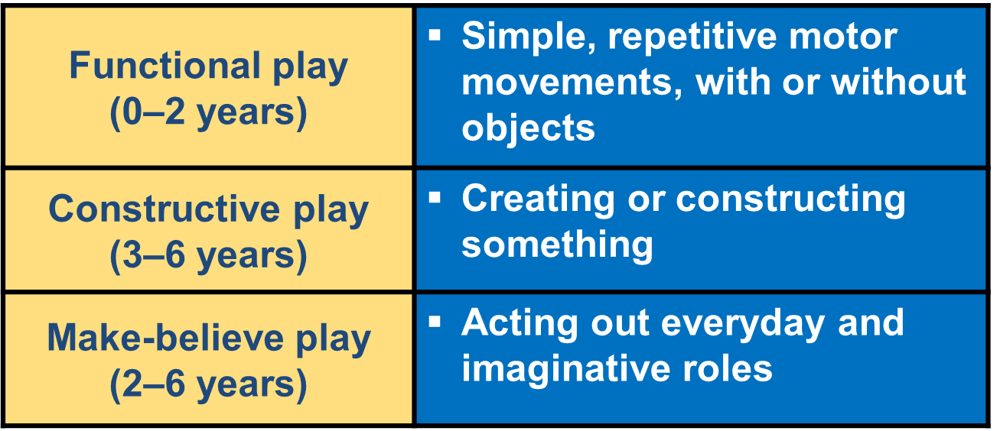 Functional play
(0–2 years)
▪ Simple, repetitive motor
movements, with or without
objects
Constructive play
(3–6 years)
▪ Creating or constructing
something
Make-believe play
(2–6 years)
▪ Acting out everyday and
imaginative roles